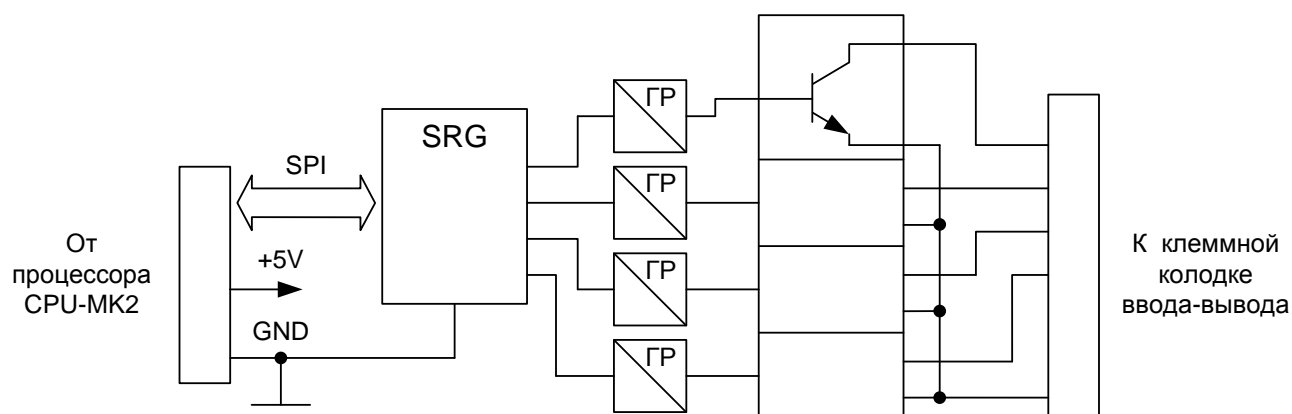 От
процессора
CPU-MK2
SPI
+5V
GND
SRG
ГР
ГР
ГР
ГР
К клеммной
колодке
ввода-вывода